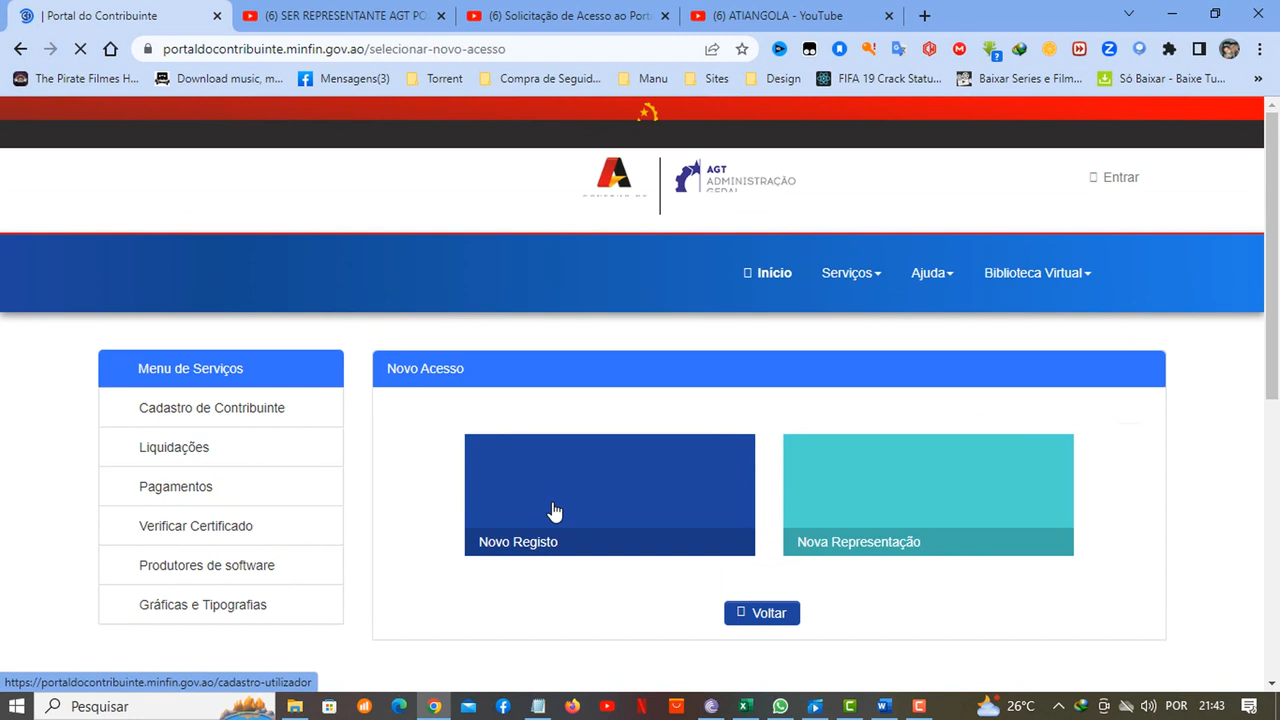 | Portal do Contribuinte
(6) SER REPRESENTANTE AGT PO
(6) Solicitação de Acesso ao Port
(6) ATIANGOLA - YouTube
portaldocontribuinte.minfin.gov.ao/selecionar-novo-acesso
The Pirate Filmes H...
Download music, m...
Mensagens(3)
Torrent
Compra de Seguid...
Manu
Sites
Design
FIFA 19 Crack Statu...
Baixar Series e Film...
Só Baixar - Baixe Tu...
»
AGT
ADMINISTRAÇÃO
Entrar
Início
Serviços
Ajuda
Biblioteca Virtual
Menu de Serviços
Cadastro de Contribuinte
Liquidações
Pagamentos
Verificar Certificado
Produtores de software
Gráficas e Tipografias
Novo Acesso
Novo Registo
Nova Representação
Voltar
https://portaldocontribuinte.minfin.gov.ao/cadastro-utilizador
Pesquisar
26°C
POR
21:43